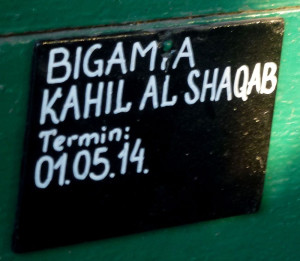 BIGAMIA
KAHIL AL SHAQAB
Termin:
01.05.14.